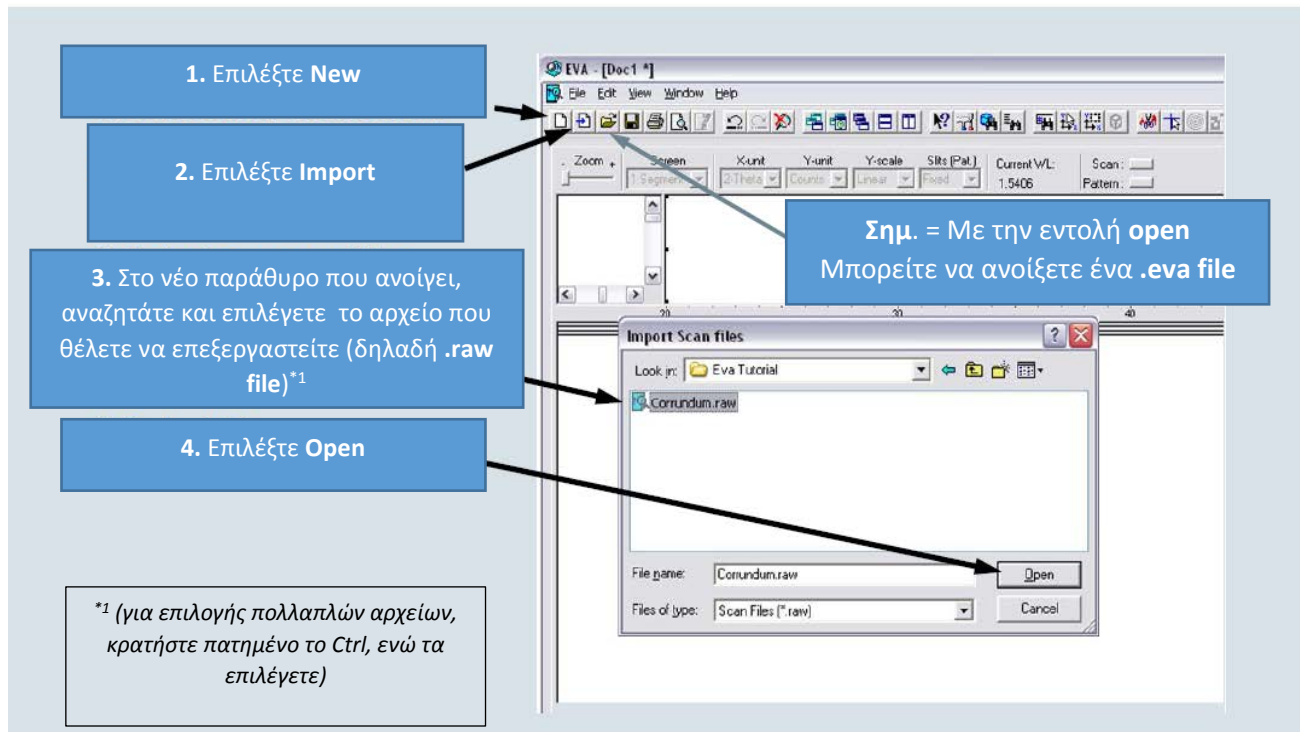 1. Επιλέξτε New
2. Επιλέξτε Import
3. Στο νέο παράθυρο που ανοίγει,
αναζητάτε και επιλέγετε το αρχείο που
θέλετε να επεξεργαστείτε (δηλαδή .raw
file)*1
4. Επιλέξτε Open
*1 (για επιλογής πολλαπλών αρχείων,
κρατήστε πατημένο το Ctrl, ενώ τα
επιλέγετε)
EVA - [Doc1 *]
File Edit View Window Help
- Zoom + Screen X-unit Y-unit Y-scale Slits (Pat.) Current WL: Scan:
1 Segment 2-Theta Counts Linear Fixed 1.5406 Pattern:
Σημ. = Με την εντολή open
Μπορείτε να ανοίξετε ένα .eva file
20 30 40
Import Scan files
Look in: Eva Tutorial
Corrundum.raw
File name: Corrundum.raw Open
Files of type: Scan Files (*.raw) Cancel